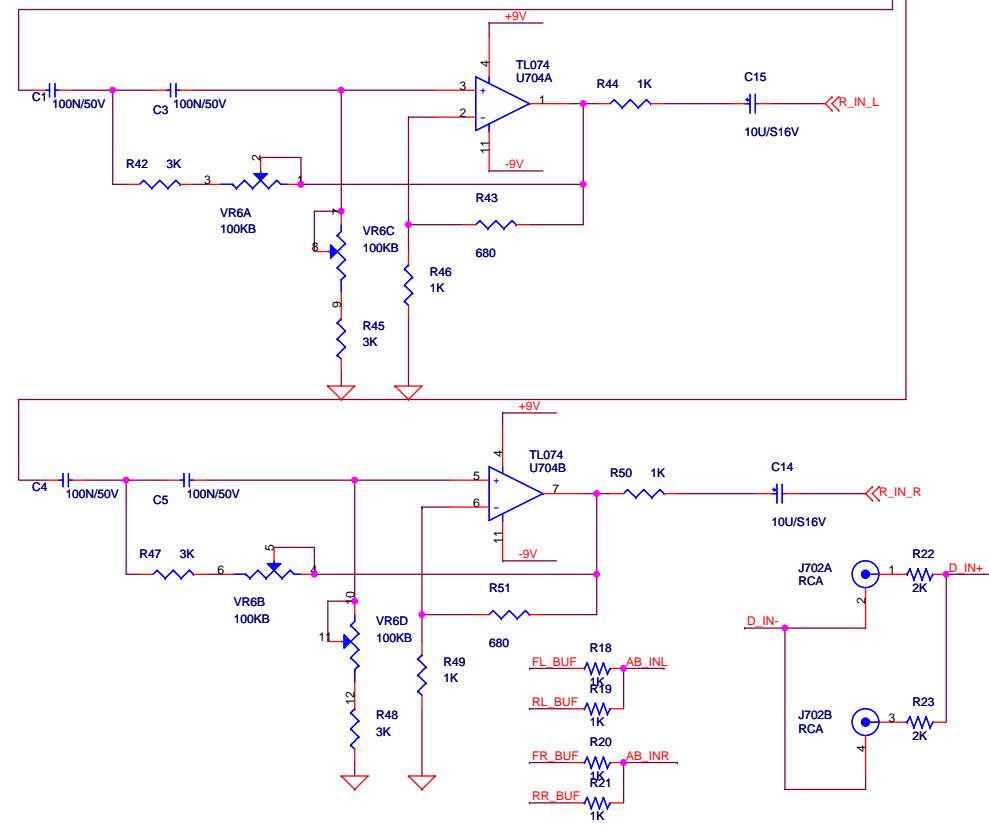 +9V
4
TL074
U704A
C1
100N/50V
C3
100N/50V
3
+
2
-
1
11
-9V
R44
1K
C15
10U/S16V
R_IN_L
R42
3K
3
2
1
VR6A
100KB
R43
680
7
8
VR6C
100KB
9
R46
1K
R45
3K
+9V
4
TL074
U704B
C4
100N/50V
C5
100N/50V
5
+
6
-
7
11
-9V
R50
1K
C14
10U/S16V
R_IN_R
R47
3K
6
5
4
VR6B
100KB
R51
680
10
11
VR6D
100KB
12
R49
1K
R48
3K
J702A
RCA
1
2
R22
2K
D_IN+
D_IN-
J702B
RCA
3
4
R23
2K
FL_BUF
R18
1K
AB_INL
RL_BUF
R19
1K
FR_BUF
R20
1K
AB_INR
RR_BUF
R21
1K